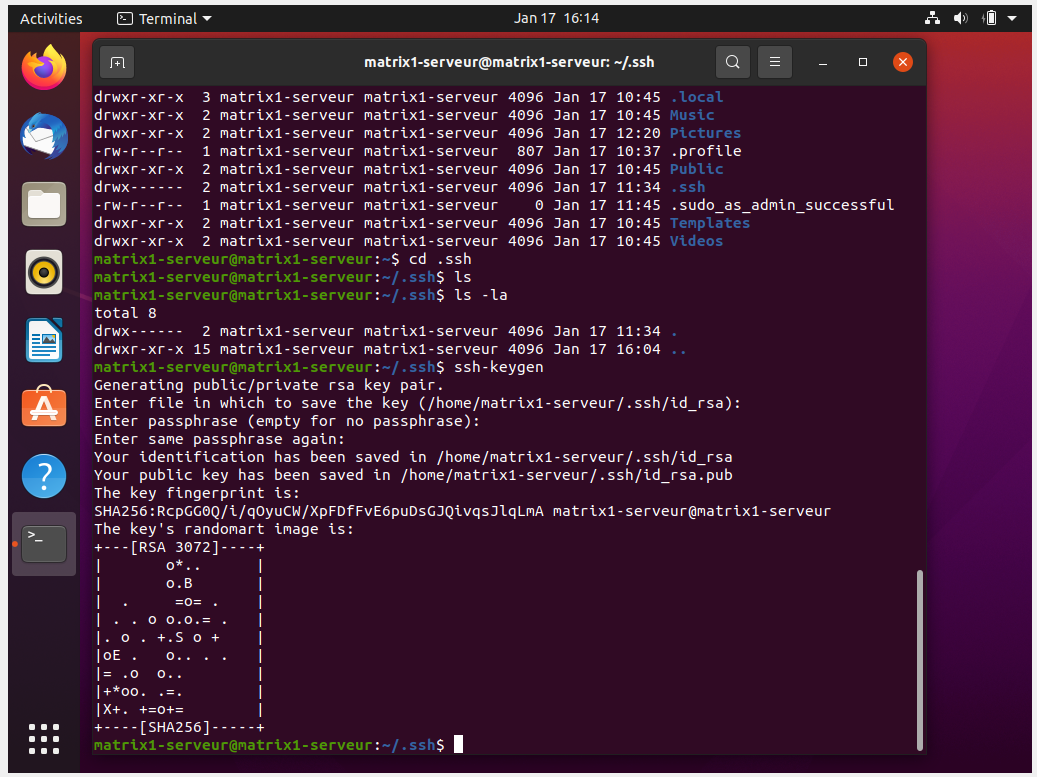 Activities Terminal Jan 17 16:14
matrix1-serveur@matrix1-serveur: ~/.ssh
drwxr-xr-x  3 matrix1-serveur matrix1-serveur 4096 Jan 17 10:45 .local
drwxr-xr-x  2 matrix1-serveur matrix1-serveur 4096 Jan 17 10:45 Music
drwxr-xr-x  2 matrix1-serveur matrix1-serveur 4096 Jan 17 12:20 Pictures
-rw-r--r--  1 matrix1-serveur matrix1-serveur  807 Jan 17 10:37 .profile
drwxr-xr-x  2 matrix1-serveur matrix1-serveur 4096 Jan 17 10:45 Public
drwx------  2 matrix1-serveur matrix1-serveur 4096 Jan 17 11:34 .ssh
-rw-r--r--  1 matrix1-serveur matrix1-serveur    0 Jan 17 11:45 .sudo_as_admin_successful
drwxr-xr-x  2 matrix1-serveur matrix1-serveur 4096 Jan 17 10:45 Templates
drwxr-xr-x  2 matrix1-serveur matrix1-serveur 4096 Jan 17 10:45 Videos
matrix1-serveur@matrix1-serveur:~$ cd .ssh
matrix1-serveur@matrix1-serveur:~/.ssh$ ls
matrix1-serveur@matrix1-serveur:~/.ssh$ ls -la
total 8
drwx------  2 matrix1-serveur matrix1-serveur 4096 Jan 17 11:34 .
drwxr-xr-x 15 matrix1-serveur matrix1-serveur 4096 Jan 17 16:04 ..
matrix1-serveur@matrix1-serveur:~/.ssh$ ssh-keygen
Generating public/private rsa key pair.
Enter file in which to save the key (/home/matrix1-serveur/.ssh/id_rsa):
Enter passphrase (empty for no passphrase):
Enter same passphrase again:
Your identification has been saved in /home/matrix1-serveur/.ssh/id_rsa
Your public key has been saved in /home/matrix1-serveur/.ssh/id_rsa.pub
The key fingerprint is:
SHA256:RcpGG0Q/i/qOyuCW/XpFDfFvE6puDsGJQivqsJlqLmA matrix1-serveur@matrix1-serveur
The key's randomart image is:
+---[RSA 3072]----+
|       o*..      |
|       o.B       |
|  .     =o= .    |
| . . o o.o.= .   |
|. o . +.S o +    |
|oE .   o.. . .   |
|= .o  o..        |
|+*oo. .=.        |
|X+. +=o+=        |
+----[SHA256]-----+
matrix1-serveur@matrix1-serveur:~/.ssh$